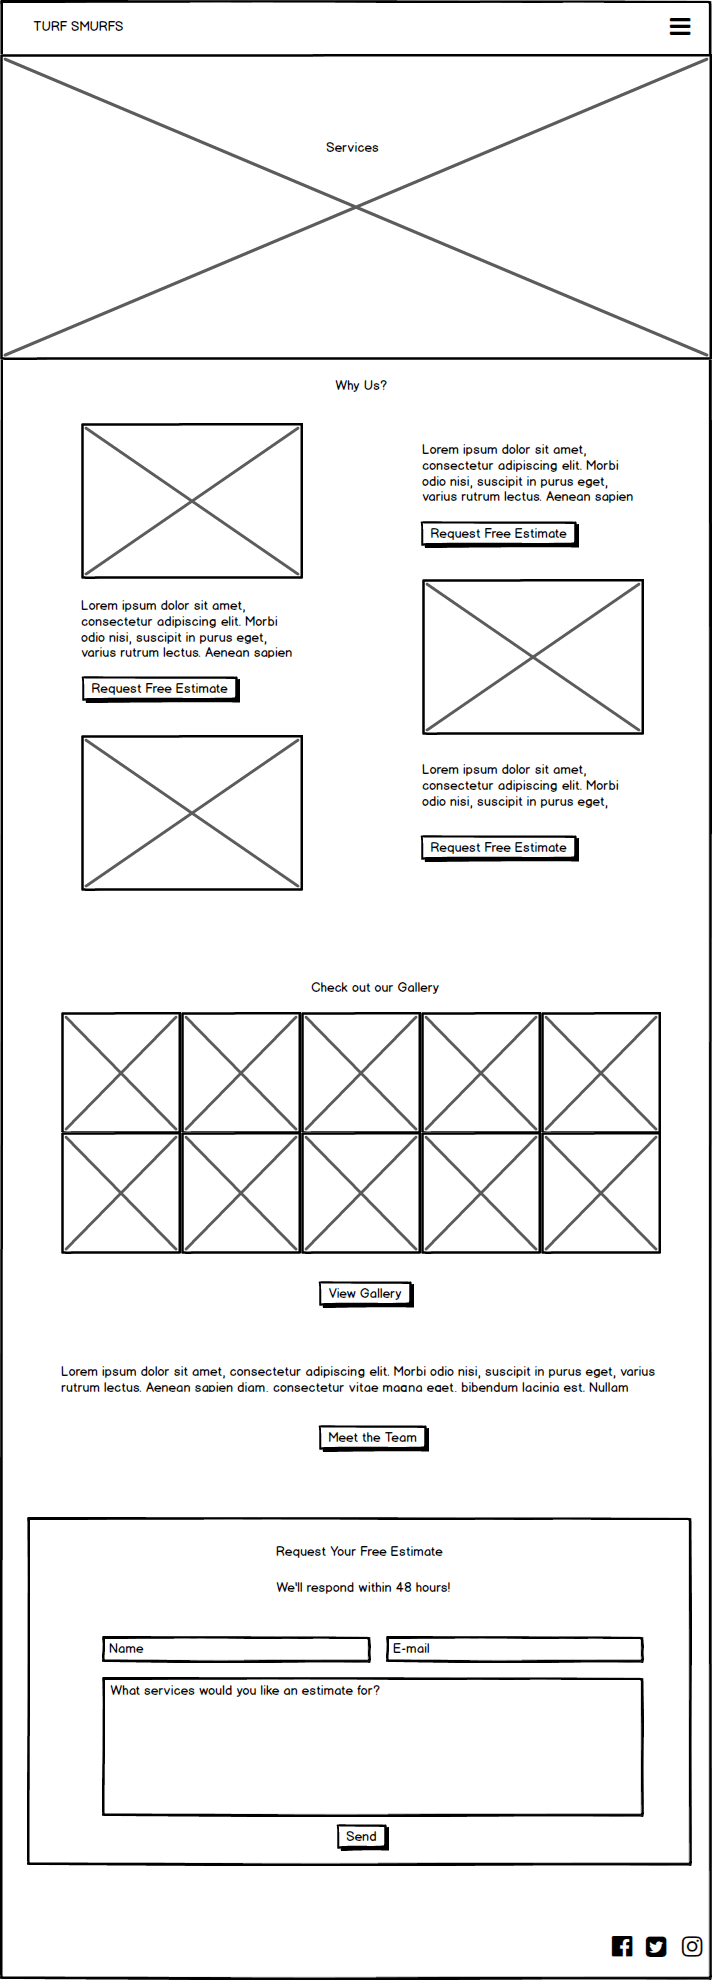 TURF SMURFS
Services
Why Us?
Lorem ipsum dolor sit amet,
consectetur adipiscing elit. Morbi
odio nisi, suscipit in purus eget,
varius rutrum lectus. Aenean sapien
Request Free Estimate
Lorem ipsum dolor sit amet,
consectetur adipiscing elit. Morbi
odio nisi, suscipit in purus eget,
varius rutrum lectus. Aenean sapien
Request Free Estimate
Lorem ipsum dolor sit amet,
consectetur adipiscing elit. Morbi
odio nisi, suscipit in purus eget,
Request Free Estimate
Check out our Gallery
View Gallery
Lorem ipsum dolor sit amet, consectetur adipiscing elit. Morbi odio nisi, suscipit in purus eget, varius
rutrum lectus. Aenean sapien diam, consectetur vitae magna eget, bibendum lacinia est. Nullam
Meet the Team
Request Your Free Estimate
We'll respond within 48 hours!
Name
E-mail
What services would you like an estimate for?
Send